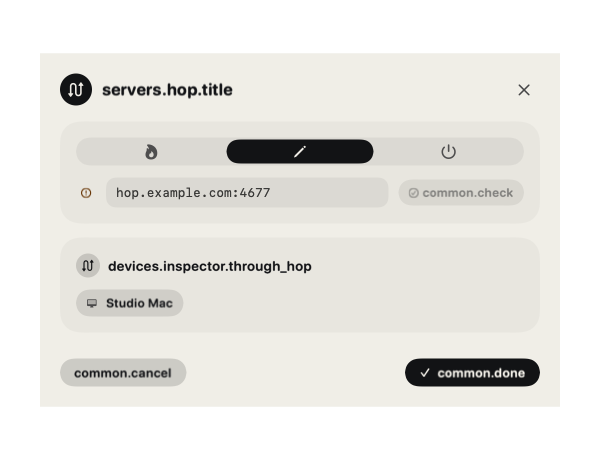 servers.hop.title
hop.example.com:4677
common.check
devices.inspector.through_hop
Studio Mac
common.cancel
common.done